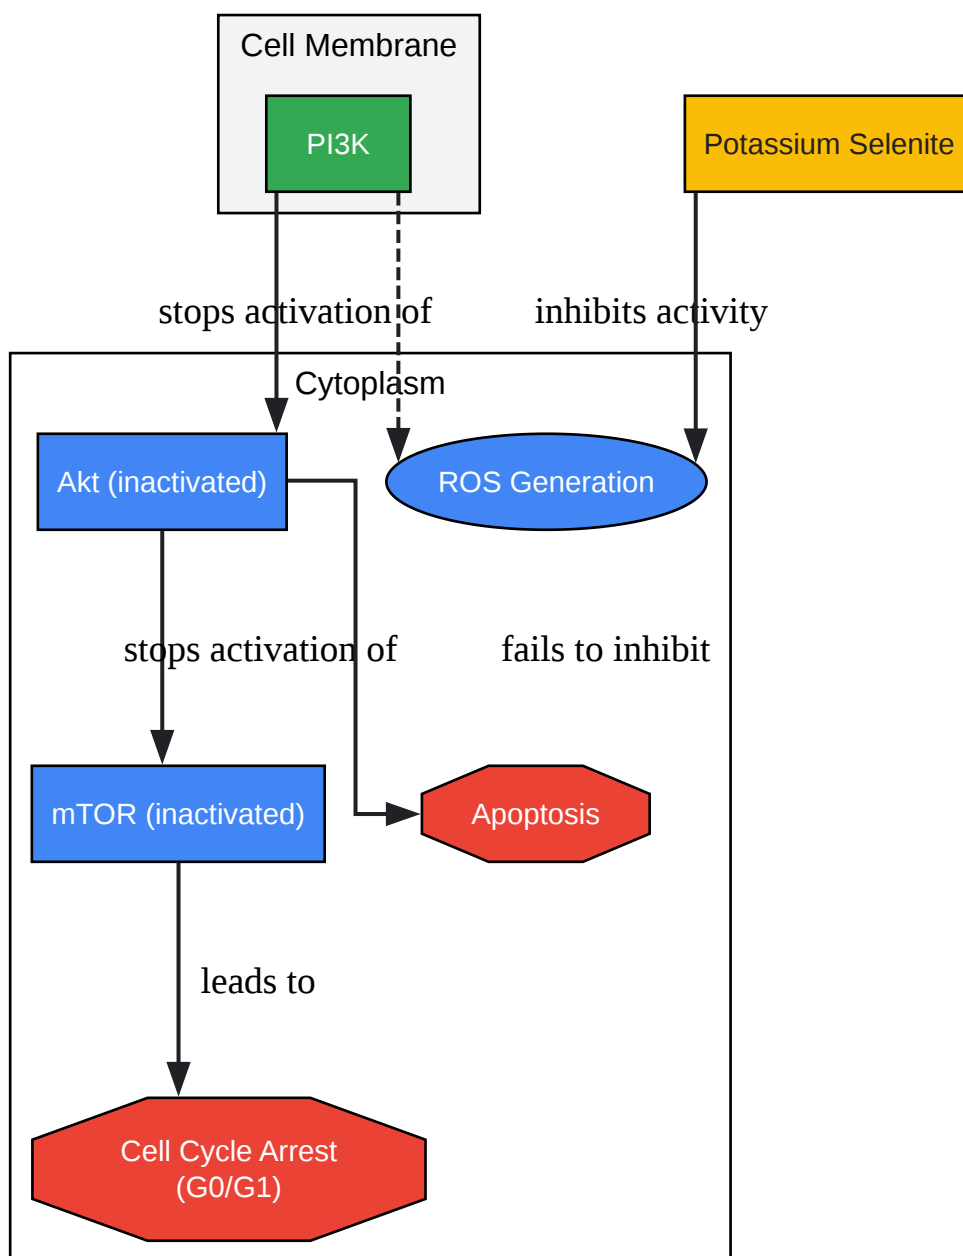 Cell Membrane
PI3K
Potassium Selenite
stops activation of
inhibits activity
Cytoplasm
Akt (inactivated)
ROS Generation
stops activation of
fails to inhibit
mTOR (inactivated)
Apoptosis
leads to
Cell Cycle Arrest
(G0/G1)